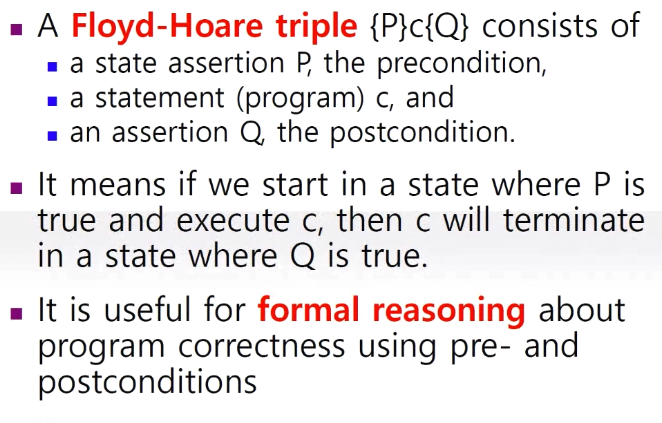 A Floyd-Hoare triple {P}c{Q} consists of
a state assertion P, the precondition,
a statement (program) c, and
an assertion Q, the postcondition.
It means if we start in a state where P is
true and execute c, then c will terminate
in a state where Q is true.
It is useful for formal reasoning about
program correctness using pre- and
postconditions